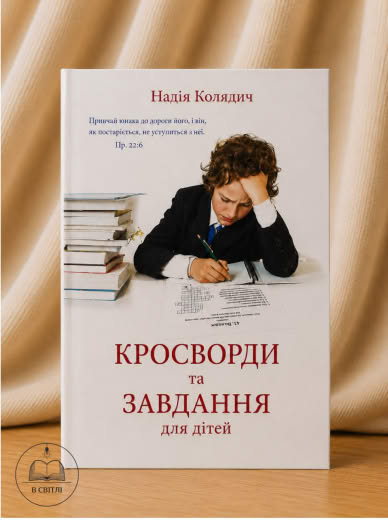 Надія Колядич
Привчай юнака до дороги його, і він,
як постаріється, не уступиться з неї.
Пр. 22:6
КРОСВОРДИ
та
ЗАВДАННЯ
для дітей
В СВІТЛІ